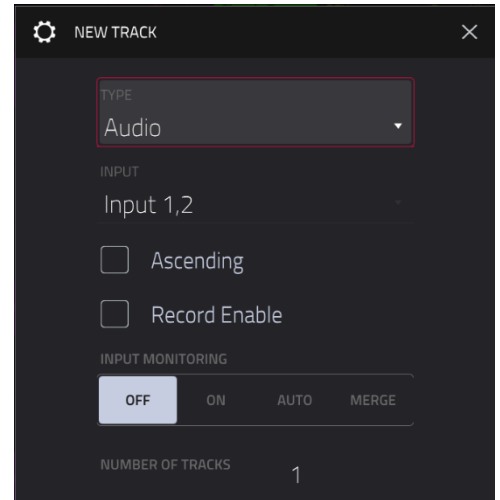 NEW TRACK
TYPE
Audio
INPUT
Input 1,2
Ascending
Record Enable
INPUT MONITORING
OFF ON AUTO MERGE
NUMBER OF TRACKS 1